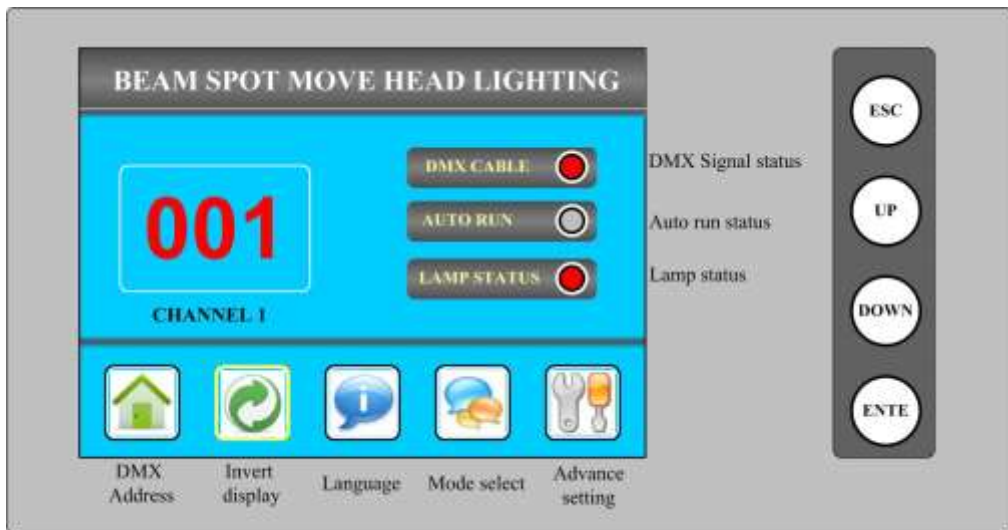 BEAM SPOT MOVE HEAD LIGHTING
001
CHANNEL 1
DMX CABLE
AUTO RUN
LAMP STATUS
DMX Signal status
Auto run status
Lamp status
i
DMX
Address
Invert
display
Language
Mode select
Advance
setting
ESC
UP
DOWN
ENTE